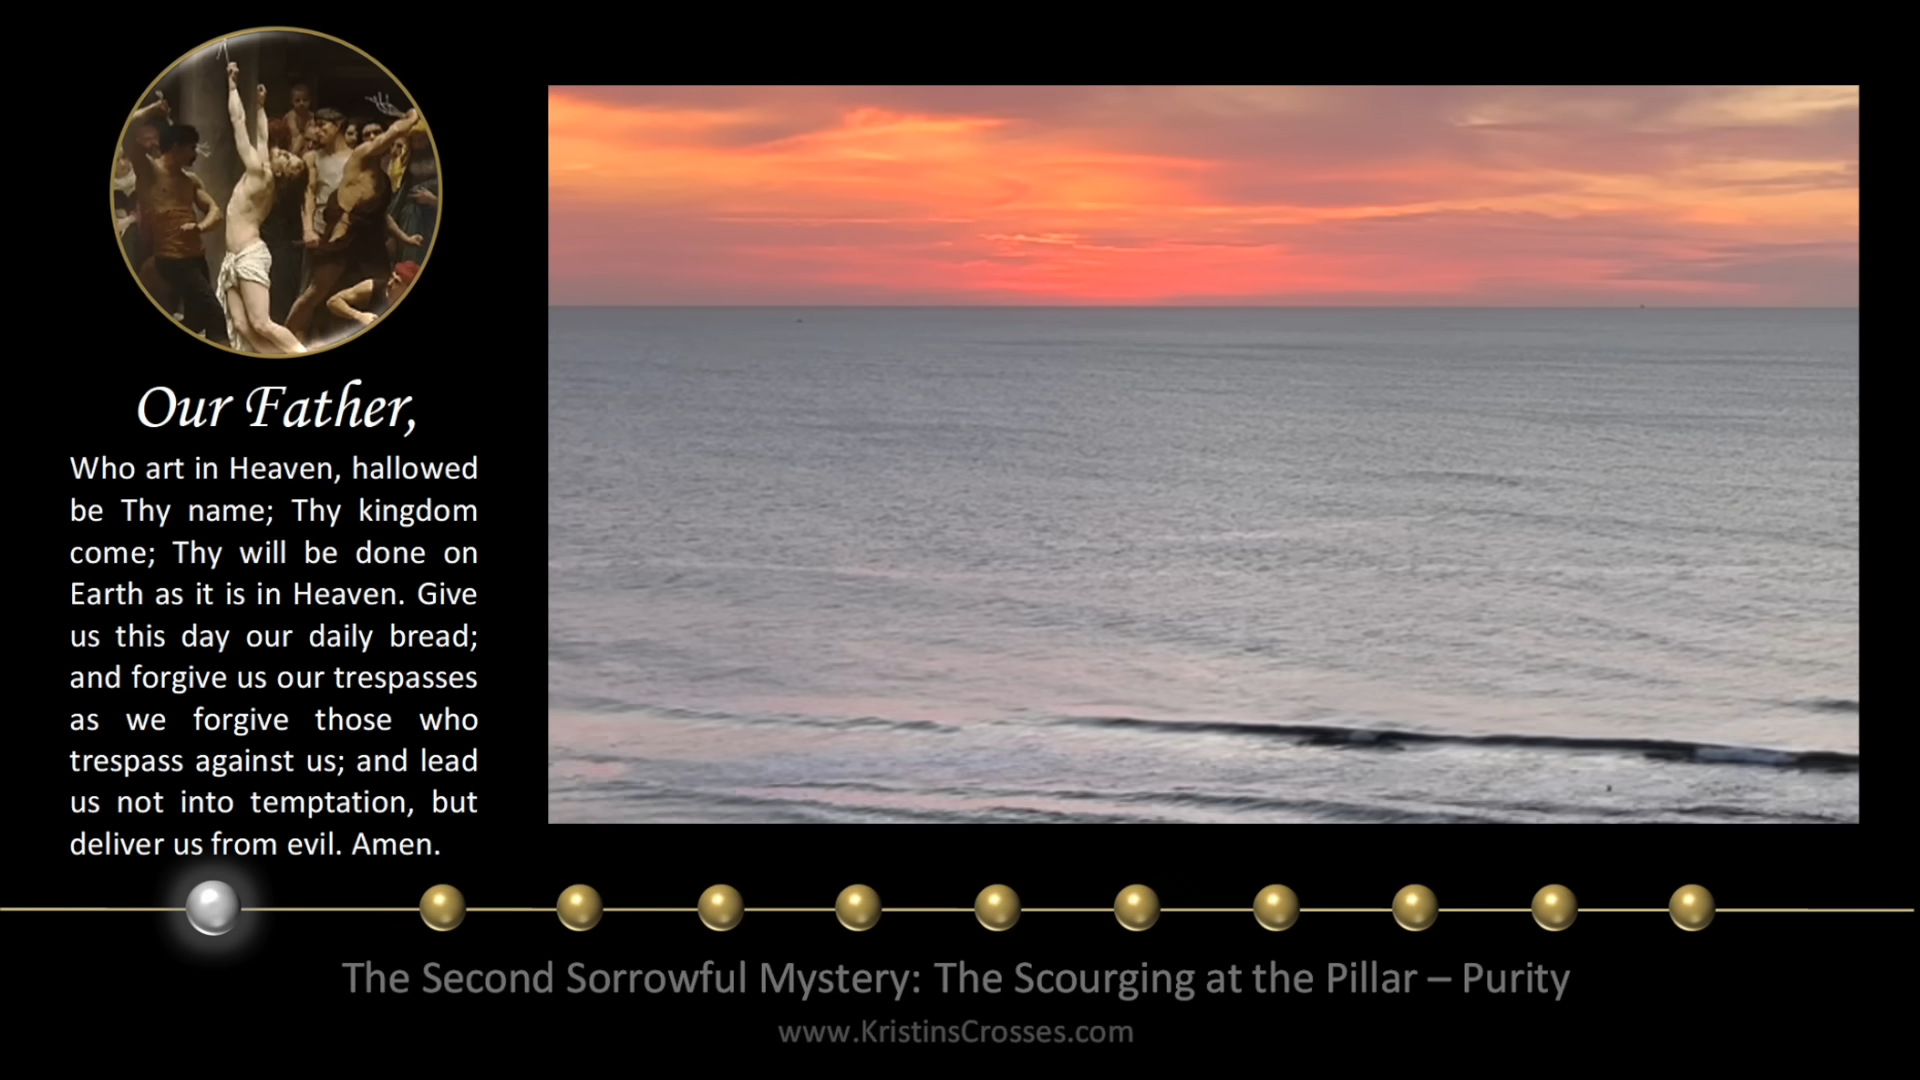 Our Father,
Who art in Heaven, hallowed
be Thy name; Thy kingdom
come; Thy will be done on
Earth as it is in Heaven. Give
us this day our daily bread;
and forgive us our trespasses
as we forgive those who
trespass against us; and lead
us not into temptation, but
deliver us from evil. Amen.
The Second Sorrowful Mystery: The Scourging at the Pillar – Purity
www.KristinsCrosses.com